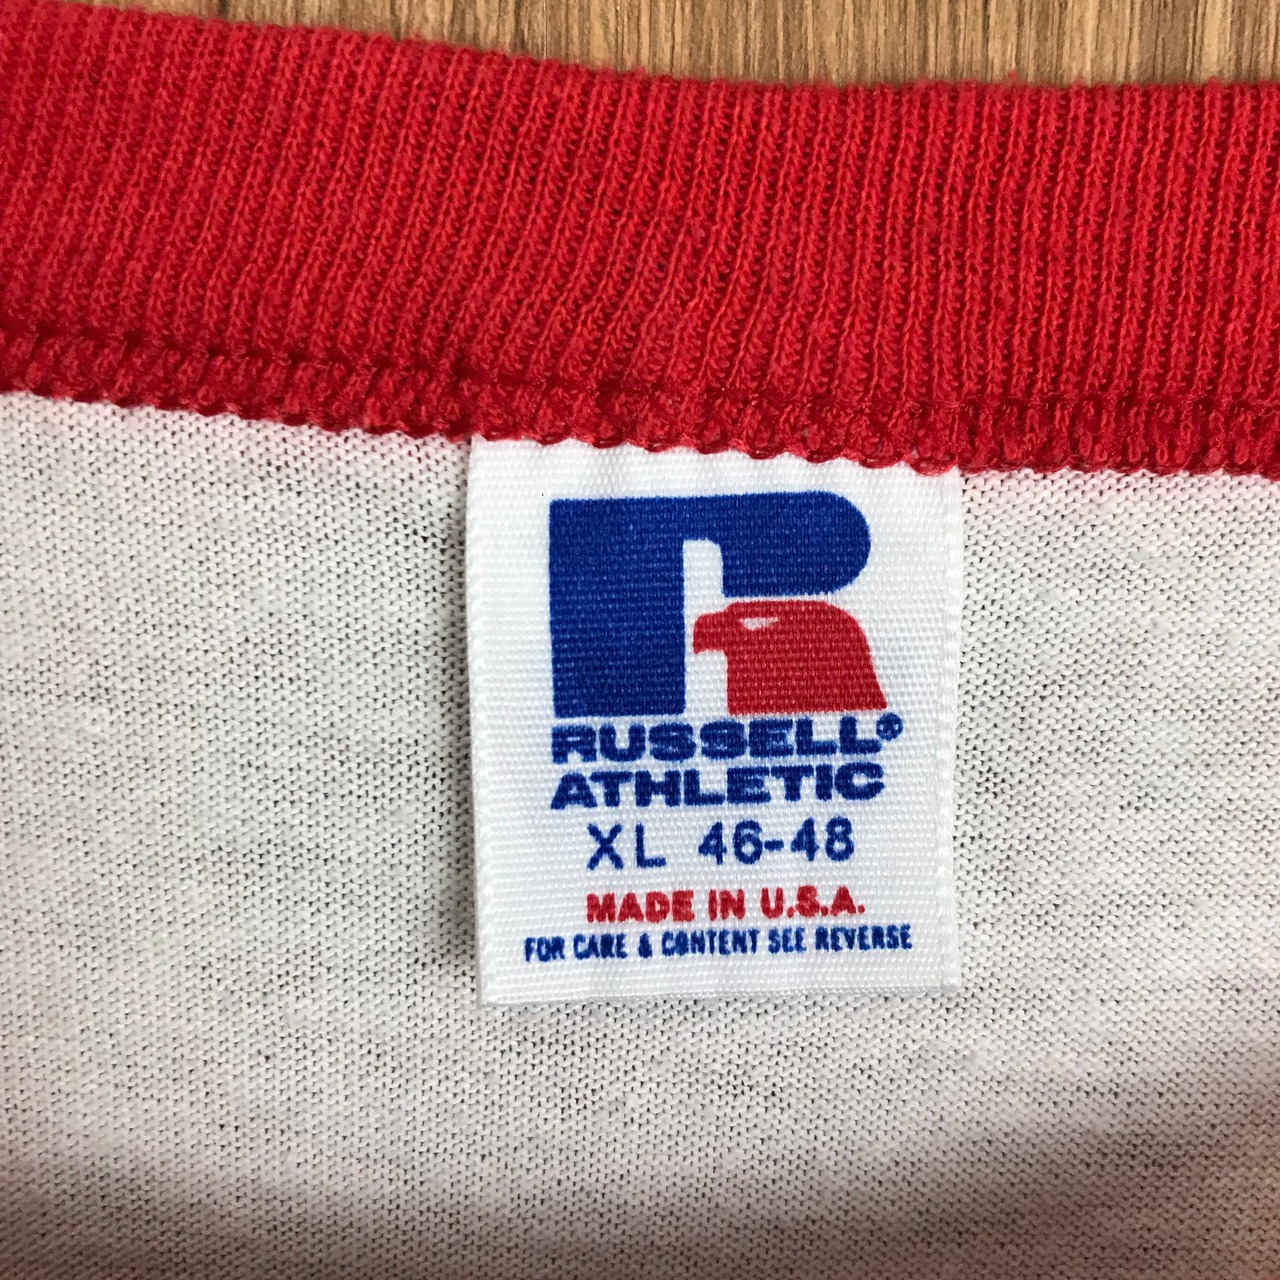 RUSSELL®
ATHLETIC
XL 46-48
MADE IN U.S.A.
FOR CARE & CONTENT SEE REVERSE